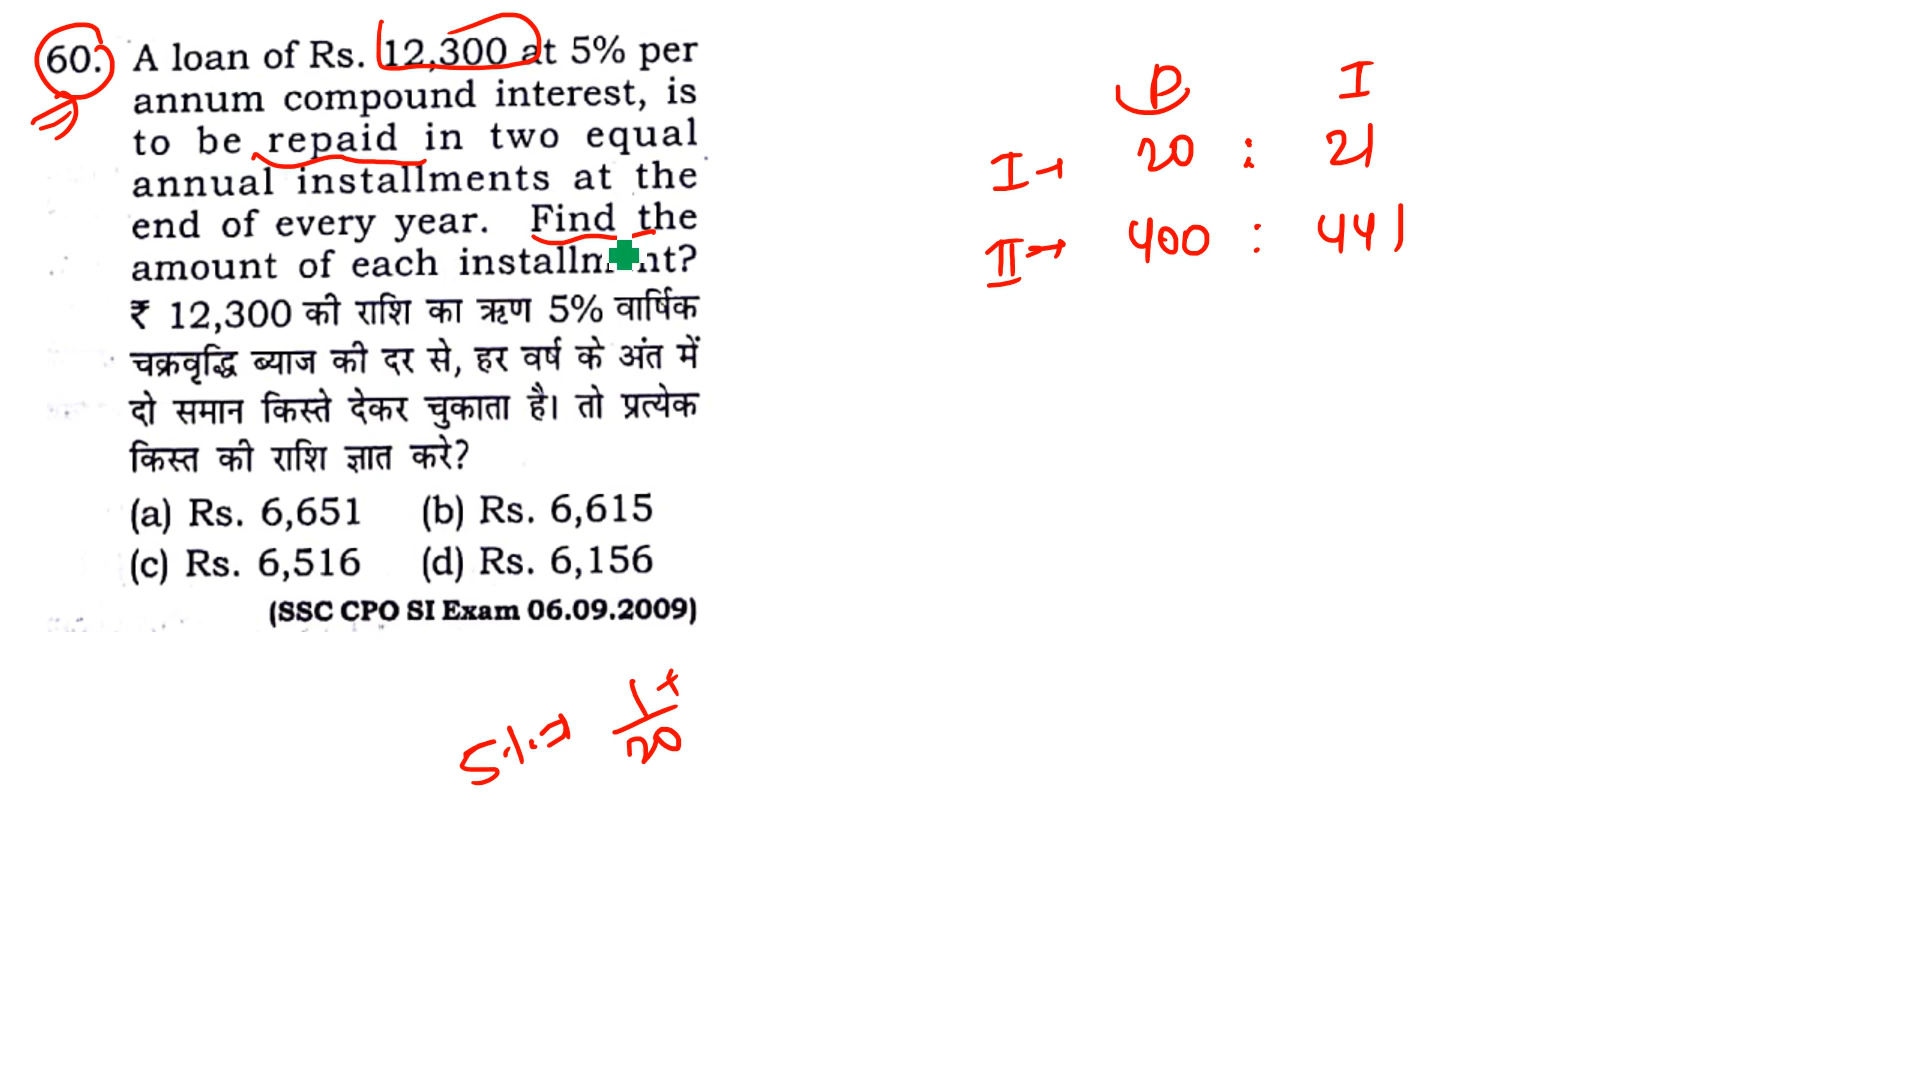 60. A loan of Rs. 12,300 at 5% per
annum compound interest, is
to be repaid in two equal
annual installments at the
end of every year. Find the
amount of each installm nt?
₹ 12,300 की राशि का ऋण 5% वार्षिक
चक्रवृद्धि ब्याज की दर से, हर वर्ष के अंत में
दो समान किस्ते देकर चुकाता है। तो प्रत्येक
किस्त की राशि ज्ञात करे?
(a) Rs. 6,651 (b) Rs. 6,615
(c) Rs. 6,516 (d) Rs. 6,156
(SSC CPO SI Exam 06.09.2009)
5% ⇒ 1+/20
P I
I → 20 : 21
II → 400 : 441